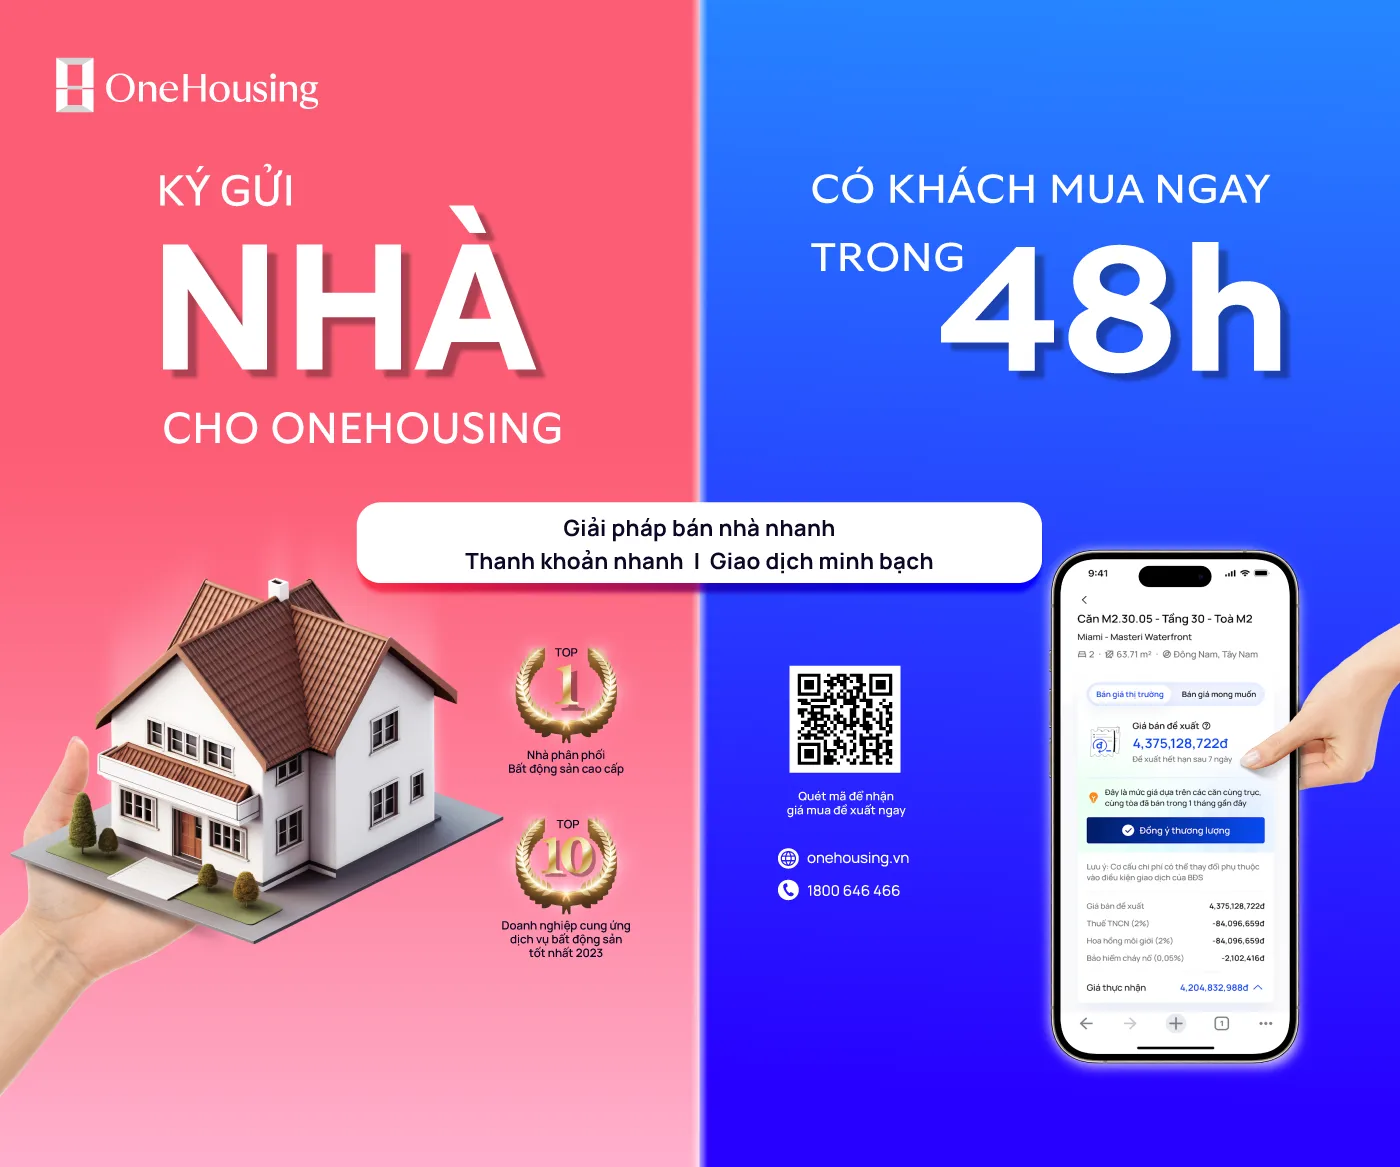 OneHousing
KÝ GỬI
NHÀ
CHO ONEHOUSING
CÓ KHÁCH MUA NGAY
TRONG 48h
Giải pháp bán nhà nhanh
Thanh khoản nhanh | Giao dịch minh bạch
TOP
1
Nhà phân phối
Bất động sản cao cấp
TOP
10
Doanh nghiệp cung ứng
dịch vụ bất động sản
tốt nhất 2023
Quét mã để nhận
giá mua đề xuất ngay
onehousing.vn
1800 646 466
9:41
Căn M2.30.05 - Tầng 30 - Toà M2
Miami - Masteri Waterfront
2 · 63.71 m² · Đông Nam, Tây Nam
Bán giá thị trường
Bán giá mong muốn
Giá bán đề xuất
4,375,128,722đ
Đề xuất hết hạn sau 7 ngày
Đây là mức giá dựa trên các căn cùng trục,
cùng tòa đã bán trong 1 tháng gần đây
Đồng ý thương lượng
Lưu ý: Cơ cấu chi phí có thể thay đổi phụ thuộc
vào điều kiện giao dịch của BĐS
Giá bán đề xuất 4,375,128,722đ
Thuế TNCN (2%) -84,096,659đ
Hoa hồng môi giới (2%) -84,096,659đ
Bảo hiểm cháy nổ (0,05%) -2,102,416đ
Giá thực nhận 4,204,832,988đ
1